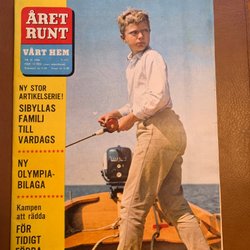 ÅRET
RUNT
VÅRT HEM
NY STOR
ARTIKELSERIE!
SIBYLLAS
FAMILJ
TILL
VARDAGS
NY
OLYMPIA-
BILAGA
Kampen
att rädda
FÖR
TIDIGT
FÖDDA